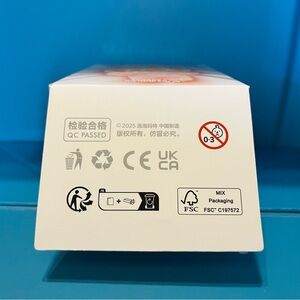 检验合格
QC PASSED
© 2025 泡泡玛特 中国制造
版权所有，仿冒必究。
0-3
CE UK
CA
FSC
MIX
Packaging
FSC® C197572